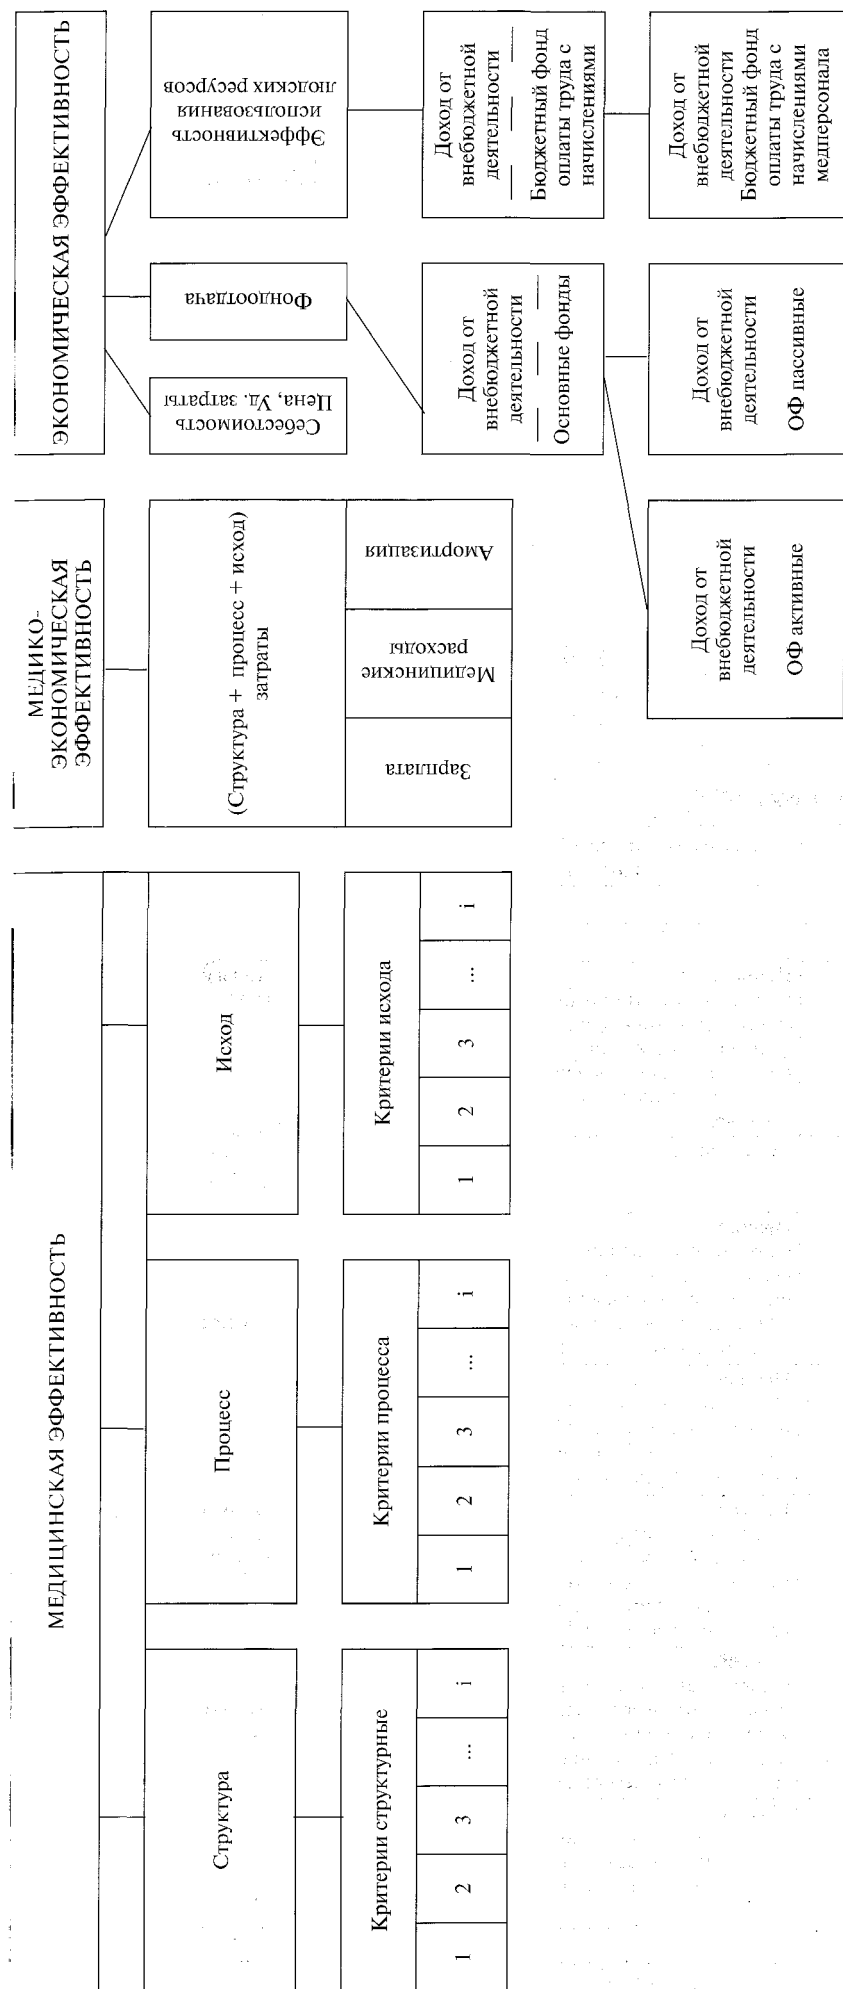 МЕДИЦИНСКАЯ ЭФФЕКТИВНОСТЬ
Структура
Критерии структурные
1
2
3
...
i
Процесс
Критерии процесса
1
2
3
...
i
Исход
Критерии исхода
1
2
3
...
i
МЕДИКО-
ЭКОНОМИЧЕСКАЯ
ЭФФЕКТИВНОСТЬ
(Структура + процесс + исход)
затраты
Зарплата
Медицинские
расходы
Амортизация
ЭКОНОМИЧЕСКАЯ ЭФФЕКТИВНОСТЬ
Себестоимость
Цена, Уд. затраты
Фондоотдача
Эффективность
использования
людских ресурсов
Доход от
внебюджетной
деятельности
Основные фонды
Доход от
внебюджетной
деятельности
Бюджетный фонд
оплаты труда с
начислениями
Доход от
внебюджетной
деятельности
ОФ активные
Доход от
внебюджетной
деятельности
ОФ пассивные
Доход от
внебюджетной
деятельности
Бюджетный фонд
оплаты труда с
начислениями
медперсонала